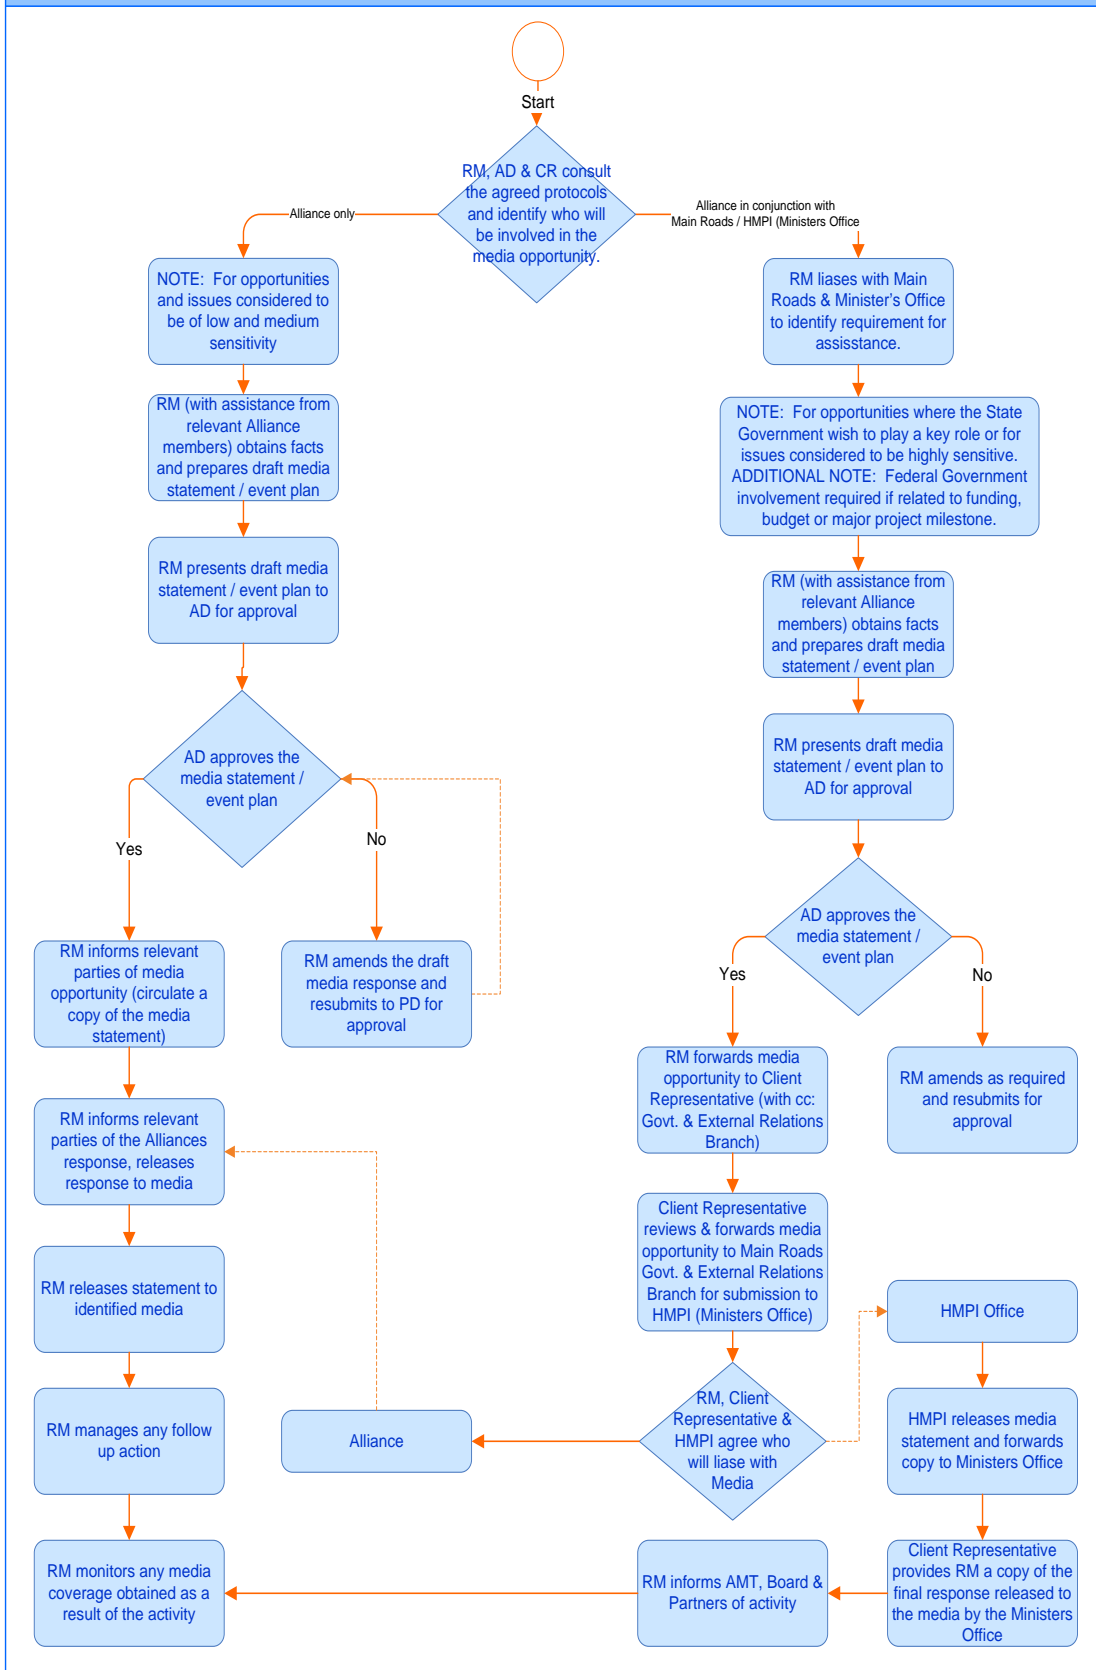 Start
RM, AD & CR consult
the agreed protocols
and identify who will
be involved in the
media opportunity.
Alliance only
Alliance in conjunction with
Main Roads / HMPI (Ministers Office
NOTE:  For opportunities
and issues considered to
be of low and medium
sensitivity
RM liases with Main
Roads & Minister's Office
to identify requirement for
assisstance.
RM (with assistance from
relevant Alliance
members) obtains facts
and prepares draft media
statement / event plan
NOTE:  For opportunities where the State
Government wish to play a key role or for
issues considered to be highly sensitive.
ADDITIONAL NOTE:  Federal Government
involvement required if related to funding,
budget or major project milestone.
RM presents draft media
statement / event plan to
AD for approval
RM (with assistance from
relevant Alliance
members) obtains facts
and prepares draft media
statement / event plan
AD approves the
media statement /
event plan
RM presents draft media
statement / event plan to
AD for approval
Yes
No
AD approves the
media statement /
event plan
Yes
No
RM informs relevant
parties of media
opportunity (circulate a
copy of the media
statement)
RM amends the draft
media response and
resubmits to PD for
approval
RM forwards media
opportunity to Client
Representative (with cc:
Govt. & External Relations
Branch)
RM amends as required
and resubmits for
approval
RM informs relevant
parties of the Alliances
response, releases
response to media
Client Representative
reviews & forwards media
opportunity to Main Roads
Govt. & External Relations
Branch for submission to
HMPI (Ministers Office)
RM releases statement to
identified media
HMPI Office
RM manages any follow
up action
Alliance
RM, Client
Representative &
HMPI agree who
will liase with
Media
HMPI releases media
statement and forwards
copy to Ministers Office
RM monitors any media
coverage obtained as a
result of the activity
RM informs AMT, Board &
Partners of activity
Client Representative
provides RM a copy of the
final response released to
the media by the Ministers
Office